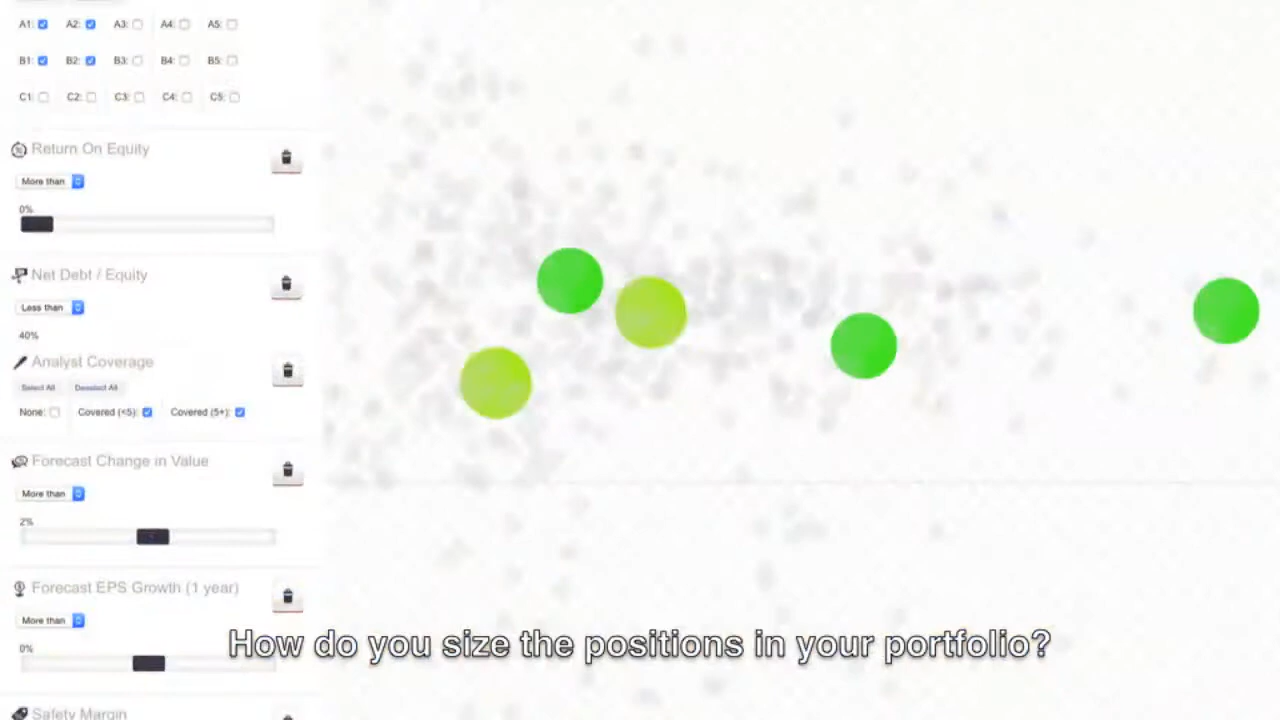 A1: A2: A3: A4: A5:
B1: B2: B3: B4: B5:
C1: C2: C3: C4: C5:
Return On Equity
More than
0%
Net Debt / Equity
Less than
40%
Analyst Coverage
Select All Deselect All
None: Covered (<5): Covered (5+):
Forecast Change in Value
More than
2%
Forecast EPS Growth (1 year)
More than
0%
How do you size the positions in your portfolio?
Safety Margin